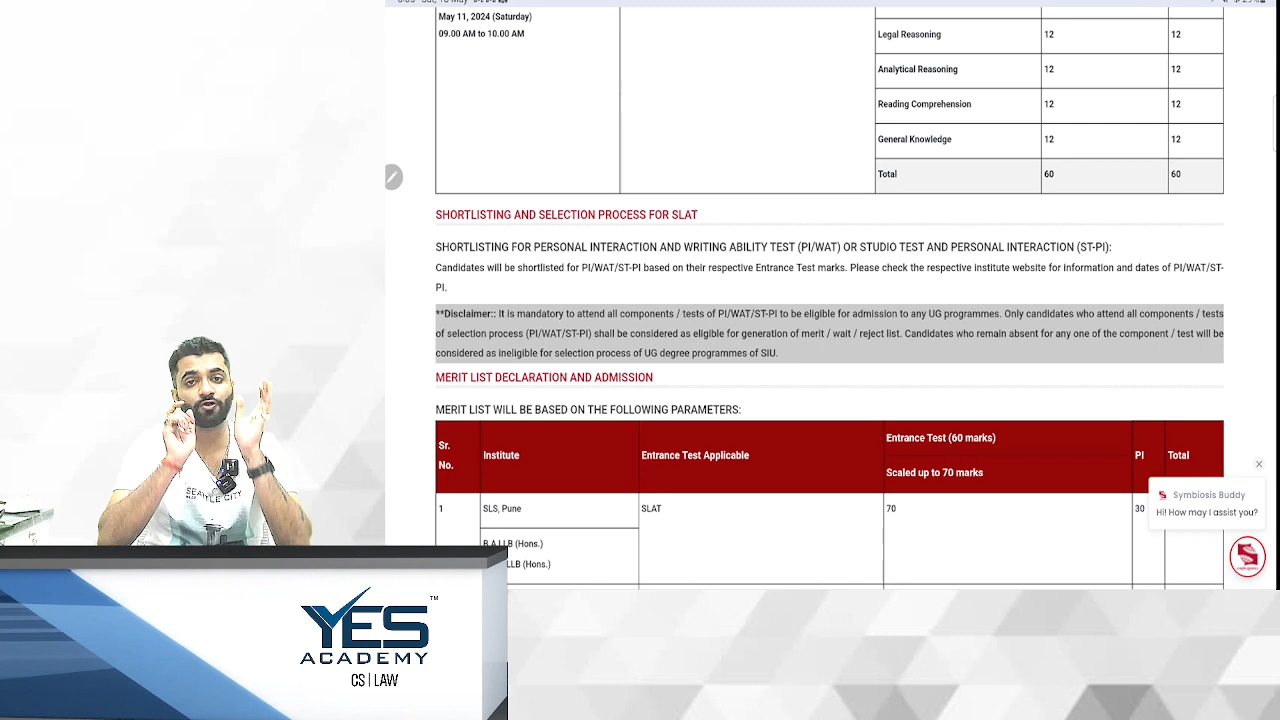 May 11, 2024 (Saturday)
09.00 AM to 10.00 AM
Legal Reasoning 12 12
Analytical Reasoning 12 12
Reading Comprehension 12 12
General Knowledge 12 12
Total 60 60
SHORTLISTING AND SELECTION PROCESS FOR SLAT
SHORTLISTING FOR PERSONAL INTERACTION AND WRITING ABILITY TEST (PI/WAT) OR STUDIO TEST AND PERSONAL INTERACTION (ST-PI):
Candidates will be shortlisted for PI/WAT/ST-PI based on their respective Entrance Test marks. Please check the respective institute website for information and dates of PI/WAT/ST-
PI.
**Disclaimer:: It is mandatory to attend all components / tests of PI/WAT/ST-PI to be eligible for admission to any UG programmes. Only candidates who attend all components / tests
of selection process (PI/WAT/ST-PI) shall be considered as eligible for generation of merit / wait / reject list. Candidates who remain absent for any one of the component / test will be
considered as ineligible for selection process of UG degree programmes of SIU.
MERIT LIST DECLARATION AND ADMISSION
MERIT LIST WILL BE BASED ON THE FOLLOWING PARAMETERS:
Sr.
No.
Institute
Entrance Test Applicable
Entrance Test (60 marks)
Scaled up to 70 marks
PI
Total
1 SLS, Pune SLAT 70 30
B.A.LLB (Hons.)
LLB (Hons.)
Symbiosis Buddy
Hi! How may I assist you?
SEATTLE CITY
YES™
ACADEMY
CS | LAW